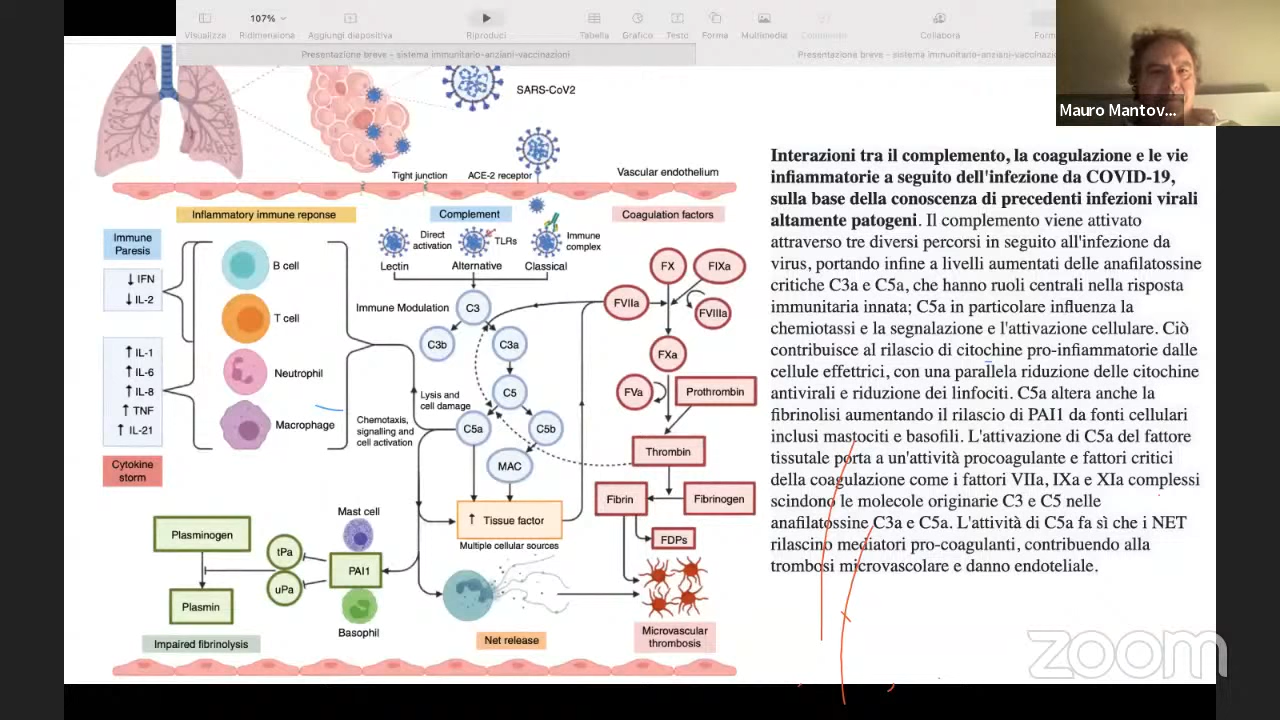 107%
Visualizza
Ridimensiona
Aggiungi diapositiva
Riproduci
Tabella
Grafico
Testo
Forma
Multimedia
Commento
Collabora
Form
Presentazione breve - sistema immunitario-anziani-vaccinazioni
Presentazione breve - sistema immunitario-anziani-vaccinazio
Mauro Mantov...
SARS-CoV2
Tight junction
ACE-2 receptor
Vascular endothelium
Inflammatory immune reponse
Complement
Coagulation factors
Immune
Paresis
↓ IFN
↓ IL-2
↑ IL-1
↑ IL-6
↑ IL-8
↑ TNF
↑ IL-21
Cytokine
storm
B cell
T cell
Neutrophil
Macrophage
Direct
activation
TLRs
Immune
complex
Lectin
Alternative
Classical
Immune Modulation
C3
C3b
C3a
C5
C5a
C5b
MAC
Lysis and
cell damage
Chemotaxis,
signalling and
cell activation
↑ Tissue factor
Multiple cellular sources
FX
FIXa
FVIIa
FVIIIa
FXa
FVa
Prothrombin
Thrombin
Fibrin
Fibrinogen
FDPs
Microvascular
thrombosis
Plasminogen
Plasmin
tPa
uPa
PAI1
Mast cell
Basophil
Impaired fibrinolysis
Net release
Interazioni tra il complemento, la coagulazione e le vie
infiammatorie a seguito dell'infezione da COVID-19,
sulla base della conoscenza di precedenti infezioni virali
altamente patogeni. Il complemento viene attivato
attraverso tre diversi percorsi in seguito all'infezione da
virus, portando infine a livelli aumentati delle anafilatossine
critiche C3a e C5a, che hanno ruoli centrali nella risposta
immunitaria innata; C5a in particolare influenza la
chemiotassi e la segnalazione e l'attivazione cellulare. Ciò
contribuisce al rilascio di citochine pro-infiammatorie dalle
cellule effettrici, con una parallela riduzione delle citochine
antivirali e riduzione dei linfociti. C5a altera anche la
fibrinolisi aumentando il rilascio di PAI1 da fonti cellulari
inclusi mastociti e basofili. L'attivazione di C5a del fattore
tissutale porta a un'attività procoagulante e fattori critici
della coagulazione come i fattori VIIa, IXa e XIa complessi
scindono le molecole originarie C3 e C5 nelle
anafilatossine C3a e C5a. L'attività di C5a fa sì che i NET
rilascino mediatori pro-coagulanti, contribuendo alla
trombosi microvascolare e danno endoteliale.
zoom